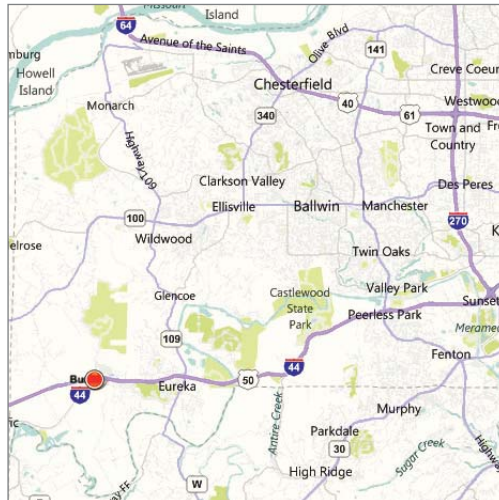 Missouri
Island
64
Avenue of the Saints
Olive Blvd
141
Howell
Island
Creve Coeur
Chesterfield
Monarch
40
Westwood
340
61
Town and
Country
Highway 109
Clarkson Valley
Des Peres
Ellisville
Ballwin
Manchester
100
270
Wildwood
Twin Oaks
Glencoe
Castlewood
State
Park
Valley Park
Sunset
Peerless Park
109
Fenton
44
Eureka
50
44
Antire Creek
Murphy
Parkdale
30
Sugar Creek
High Ridge
W